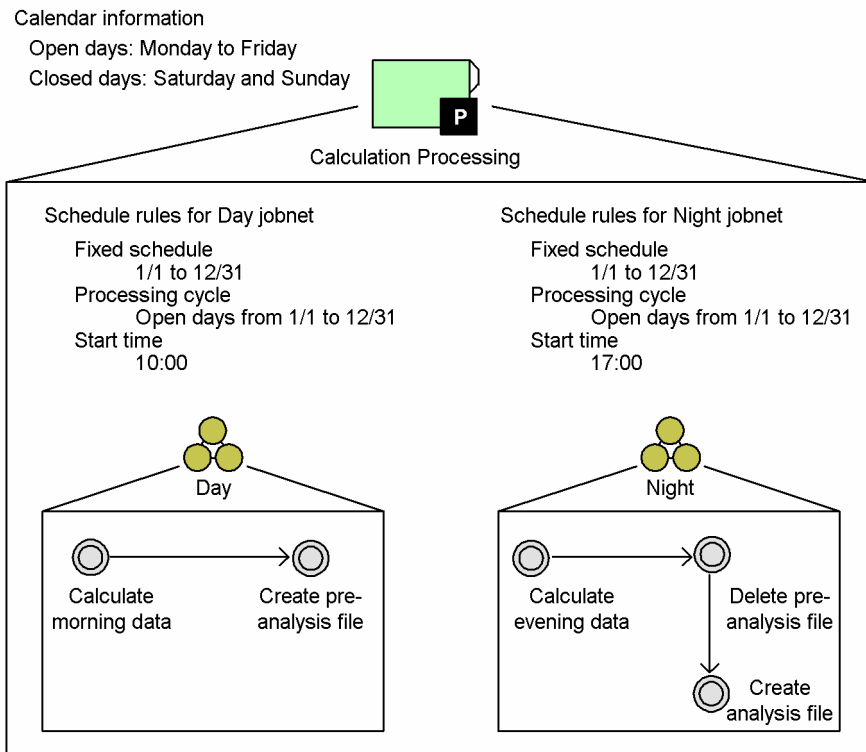 Calendar information
Open days: Monday to Friday
Closed days: Saturday and Sunday
P
Calculation Processing
Schedule rules for Day jobnet
Fixed schedule
1/1 to 12/31
Processing cycle
Open days from 1/1 to 12/31
Start time
10:00
Schedule rules for Night jobnet
Fixed schedule
1/1 to 12/31
Processing cycle
Open days from 1/1 to 12/31
Start time
17:00
Day
Calculate
morning data
Create pre-
analysis file
Night
Calculate
evening data
Delete pre-
analysis file
Create
analysis file